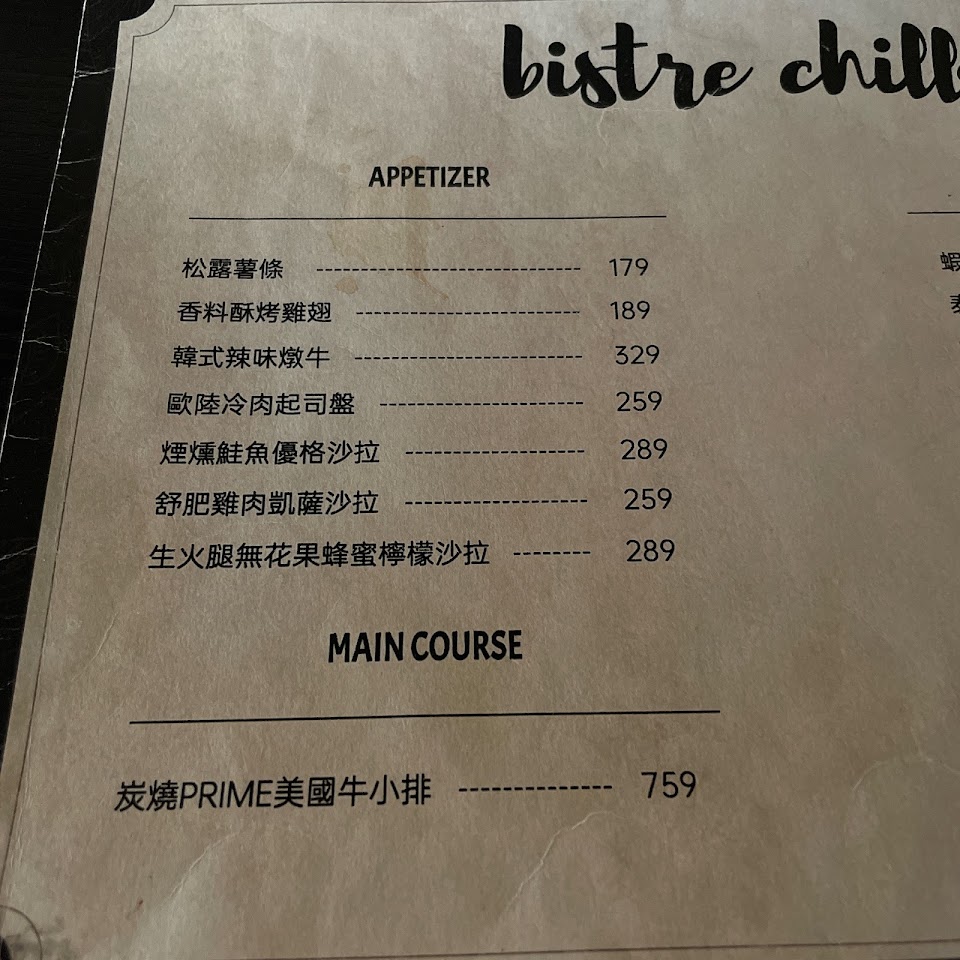 bistre chill
APPETIZER
松露薯條 179
香料酥烤雞翅 189
韓式辣味燉牛 329
歐陸冷肉起司盤 259
煙燻鮭魚優格沙拉 289
舒肥雞肉凱薩沙拉 259
生火腿無花果蜂蜜檸檬沙拉 289
MAIN COURSE
炭燒PRIME美國牛小排 759